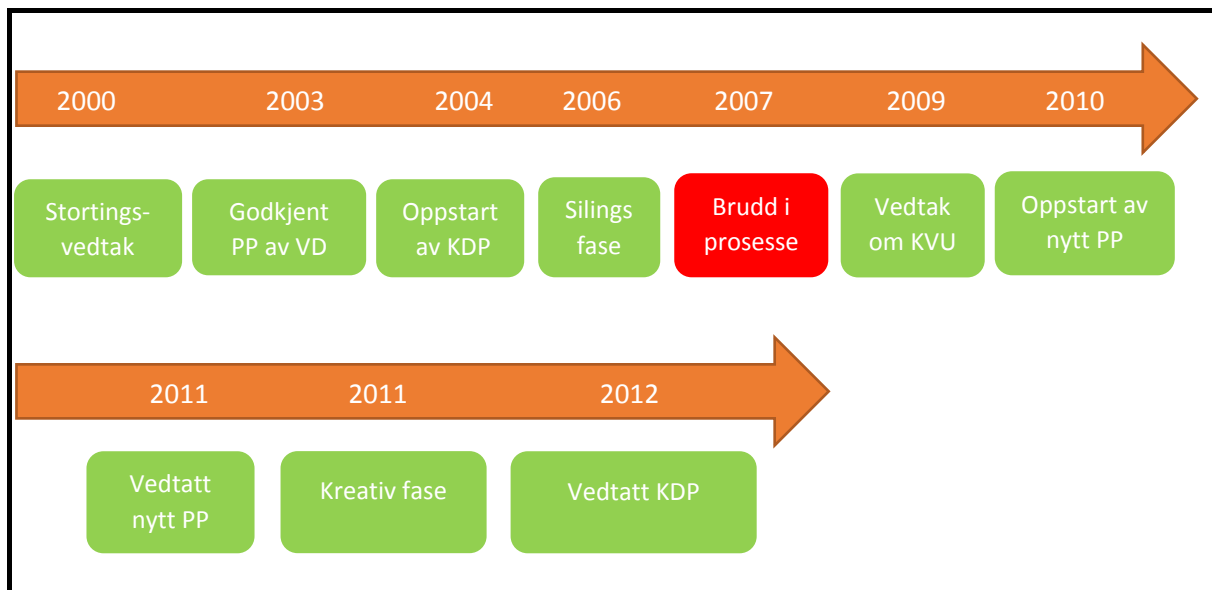 2000 2003 2004 2006 2007 2009 2010
Stortings-
vedtak
Godkjent
PP av VD
Oppstart
av KDP
Silings
fase
Brudd i
prosesse
Vedtak
om KVU
Oppstart av
nytt PP
2011 2011 2012
Vedtatt
nytt PP
Kreativ fase
Vedtatt KDP